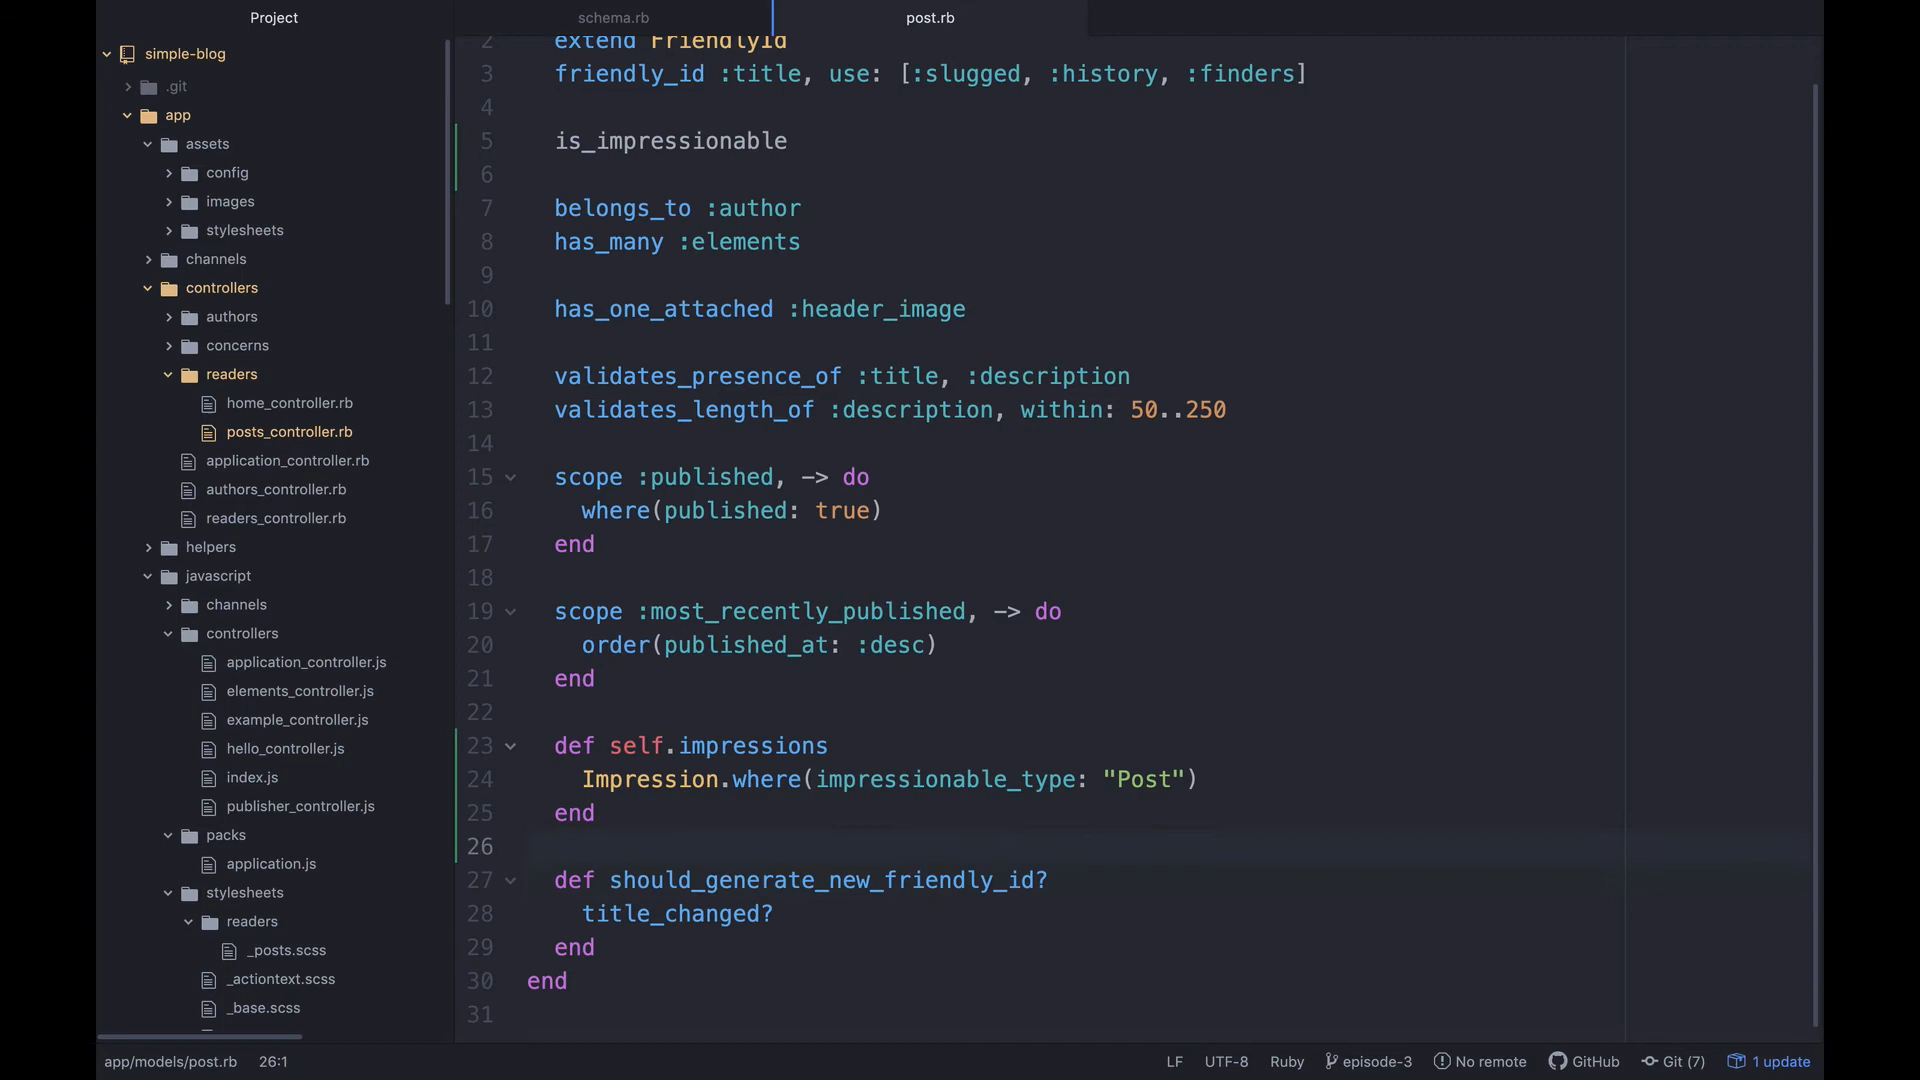 Project
simple-blog
.git
app
assets
config
images
stylesheets
channels
controllers
authors
concerns
readers
home_controller.rb
posts_controller.rb
application_controller.rb
authors_controller.rb
readers_controller.rb
helpers
javascript
channels
controllers
application_controller.js
elements_controller.js
example_controller.js
hello_controller.js
index.js
publisher_controller.js
packs
application.js
stylesheets
readers
_posts.scss
_actiontext.scss
_base.scss
schema.rb
post.rb
2 extend FriendlyId
3 friendly_id :title, use: [:slugged, :history, :finders]
4
5 is_impressionable
6
7 belongs_to :author
8 has_many :elements
9
10 has_one_attached :header_image
11
12 validates_presence_of :title, :description
13 validates_length_of :description, within: 50..250
14
15 scope :published, -> do
16 where(published: true)
17 end
18
19 scope :most_recently_published, -> do
20 order(published_at: :desc)
21 end
22
23 def self.impressions
24 Impression.where(impressionable_type: "Post")
25 end
26
27 def should_generate_new_friendly_id?
28 title_changed?
29 end
30 end
31
app/models/post.rb 26:1 LF UTF-8 Ruby episode-3 No remote GitHub Git (7) 1 update